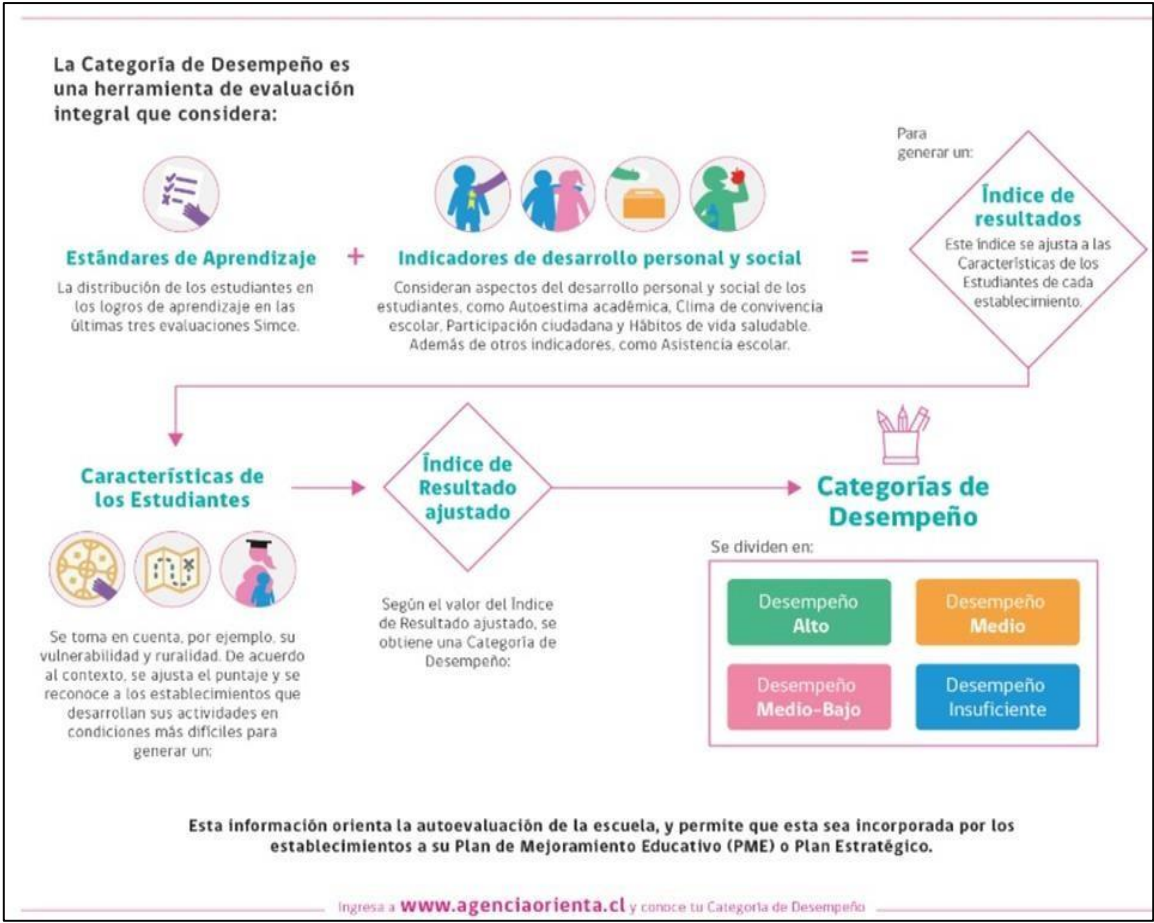 La Categoría de Desempeño es
una herramienta de evaluación
integral que considera:
Estándares de Aprendizaje
La distribución de los estudiantes en
los logros de aprendizaje en las
últimas tres evaluaciones Simce.
+
Indicadores de desarrollo personal y social
Consideran aspectos del desarrollo personal y social de los
estudiantes, como Autoestima académica, Clima de convivencia
escolar, Participación ciudadana y Hábitos de vida saludable.
Además de otros indicadores, como Asistencia escolar.
=
Para
generar un:
Índice de
resultados
Este índice se ajusta a las
Características de los
Estudiantes de cada
establecimiento.
Características de
los Estudiantes
Se toma en cuenta, por ejemplo, su
vulnerabilidad y ruralidad. De acuerdo
al contexto, se ajusta el puntaje y se
reconoce a los establecimientos que
desarrollan sus actividades en
condiciones más difíciles para
generar un:
Índice de
Resultado
ajustado
Según el valor del Índice
de Resultado ajustado, se
obtiene una Categoría de
Desempeño:
Categorías de
Desempeño
Se dividen en:
Desempeño
Alto
Desempeño
Medio
Desempeño
Medio-Bajo
Desempeño
Insuficiente
Esta información orienta la autoevaluación de la escuela, y permite que esta sea incorporada por los
establecimientos a su Plan de Mejoramiento Educativo (PME) o Plan Estratégico.
Ingresa a www.agenciaorienta.cl y conoce tu Categoría de Desempeño